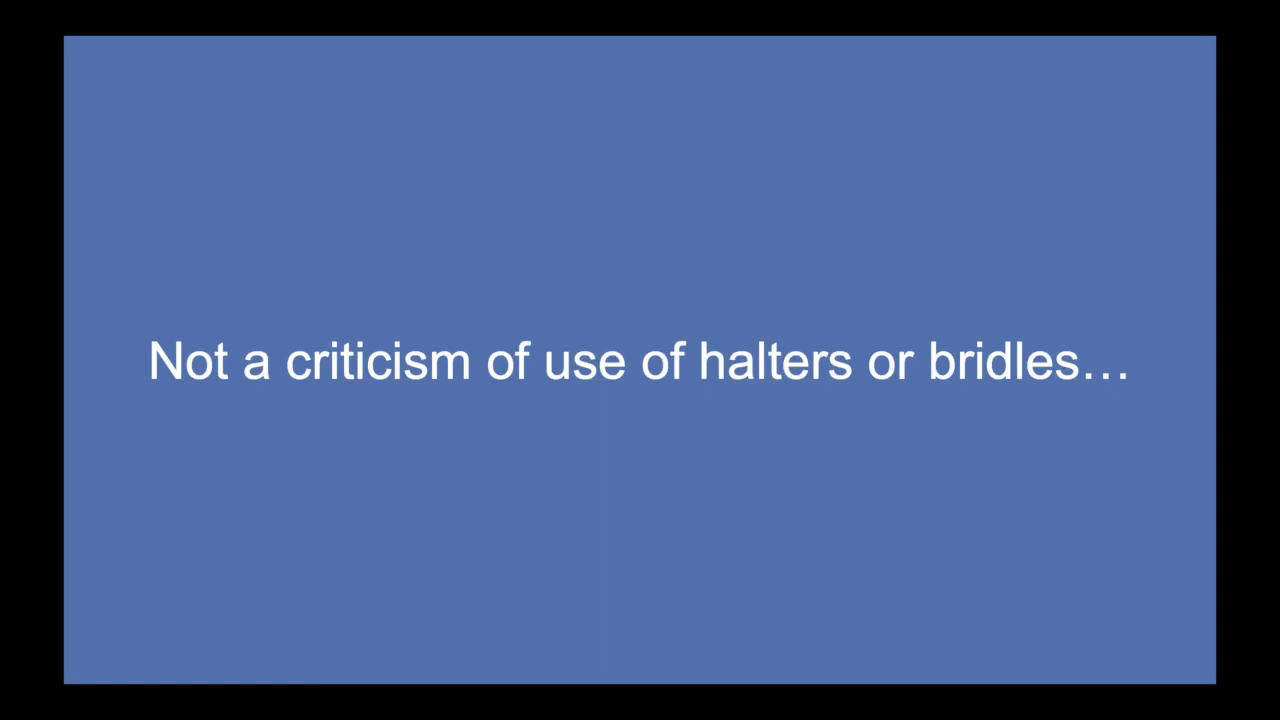 Not a criticism of use of halters or bridles…